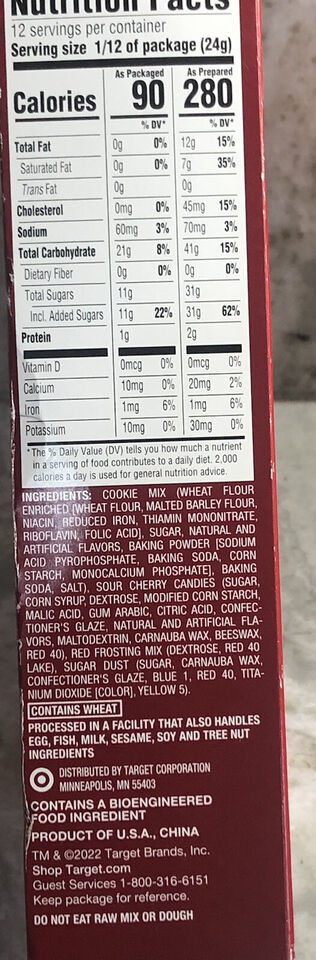 Nutrition Facts
12 servings per container
Serving size 1/12 of package (24g)
As Packaged As Prepared
Calories 90 280
% DV* % DV*
Total Fat 0g 0% 12g 15%
Saturated Fat 0g 0% 7g 35%
Trans Fat 0g 0g
Cholesterol 0mg 0% 45mg 15%
Sodium 60mg 3% 70mg 3%
Total Carbohydrate 21g 8% 41g 15%
Dietary Fiber 0g 0% 0g 0%
Total Sugars 11g 31g
Incl. Added Sugars 11g 22% 31g 62%
Protein 1g 2g
Vitamin D 0mcg 0% 0mcg 0%
Calcium 10mg 0% 20mg 2%
Iron 1mg 6% 1mg 6%
Potassium 10mg 0% 30mg 0%
*The % Daily Value (DV) tells you how much a nutrient
in a serving of food contributes to a daily diet. 2,000
calories a day is used for general nutrition advice.
INGREDIENTS: COOKIE MIX (WHEAT FLOUR
ENRICHED [WHEAT FLOUR, MALTED BARLEY FLOUR,
NIACIN, REDUCED IRON, THIAMIN MONONITRATE,
RIBOFLAVIN, FOLIC ACID], SUGAR, NATURAL AND
ARTIFICIAL FLAVORS, BAKING POWDER [SODIUM
ACID PYROPHOSPHATE, BAKING SODA, CORN
STARCH, MONOCALCIUM PHOSPHATE], BAKING
SODA, SALT), SOUR CHERRY CANDIES (SUGAR,
CORN SYRUP, DEXTROSE, MODIFIED CORN STARCH,
MALIC ACID, GUM ARABIC, CITRIC ACID, CONFEC-
TIONER'S GLAZE, NATURAL AND ARTIFICIAL FLA-
VORS, MALTODEXTRIN, CARNAUBA WAX, BEESWAX,
RED 40), RED FROSTING MIX (DEXTROSE, RED 40
LAKE), SUGAR DUST (SUGAR, CARNAUBA WAX,
CONFECTIONER'S GLAZE, BLUE 1, RED 40, TITA-
NIUM DIOXIDE [COLOR], YELLOW 5).
CONTAINS WHEAT
PROCESSED IN A FACILITY THAT ALSO HANDLES
EGG, FISH, MILK, SESAME, SOY AND TREE NUT
INGREDIENTS
DISTRIBUTED BY TARGET CORPORATION
MINNEAPOLIS, MN 55403
CONTAINS A BIOENGINEERED
FOOD INGREDIENT
PRODUCT OF U.S.A., CHINA
TM & ©2022 Target Brands, Inc.
Shop Target.com
Guest Services 1-800-316-6151
Keep package for reference.
DO NOT EAT RAW MIX OR DOUGH